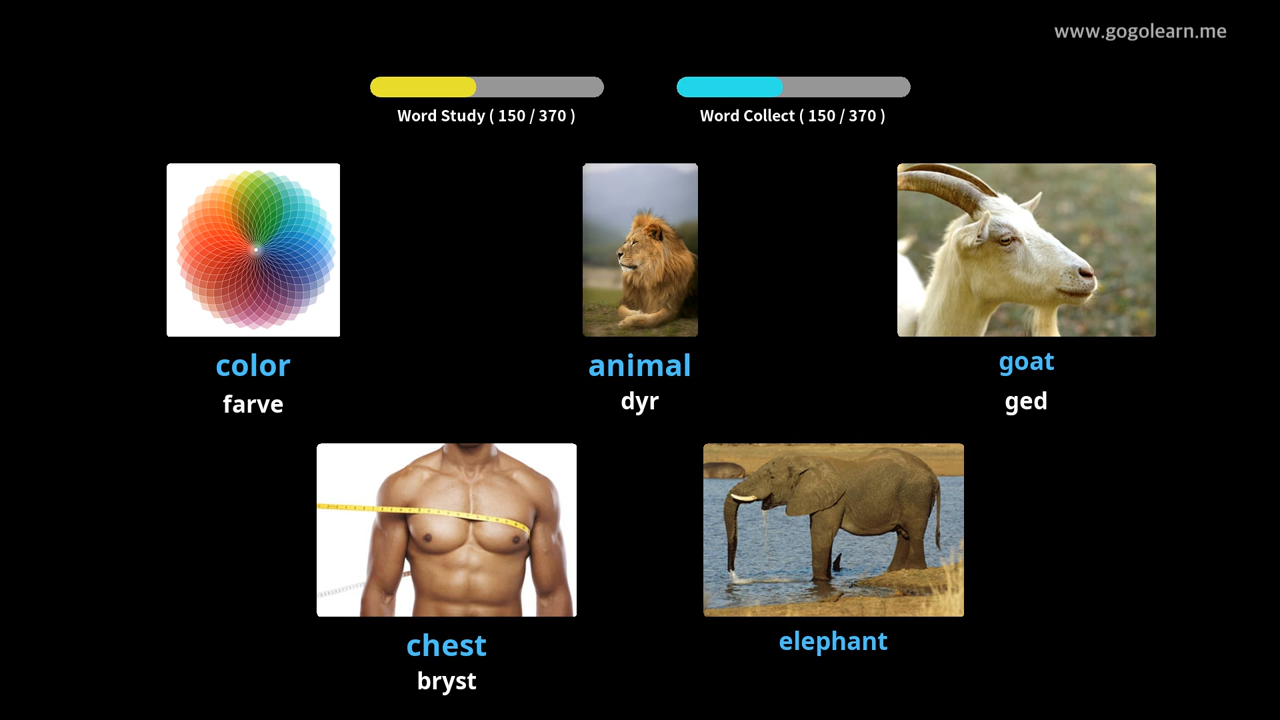 www.gogolearn.me
Word Study ( 150 / 370 )
Word Collect ( 150 / 370 )
color
farve
animal
dyr
goat
ged
chest
bryst
elephant